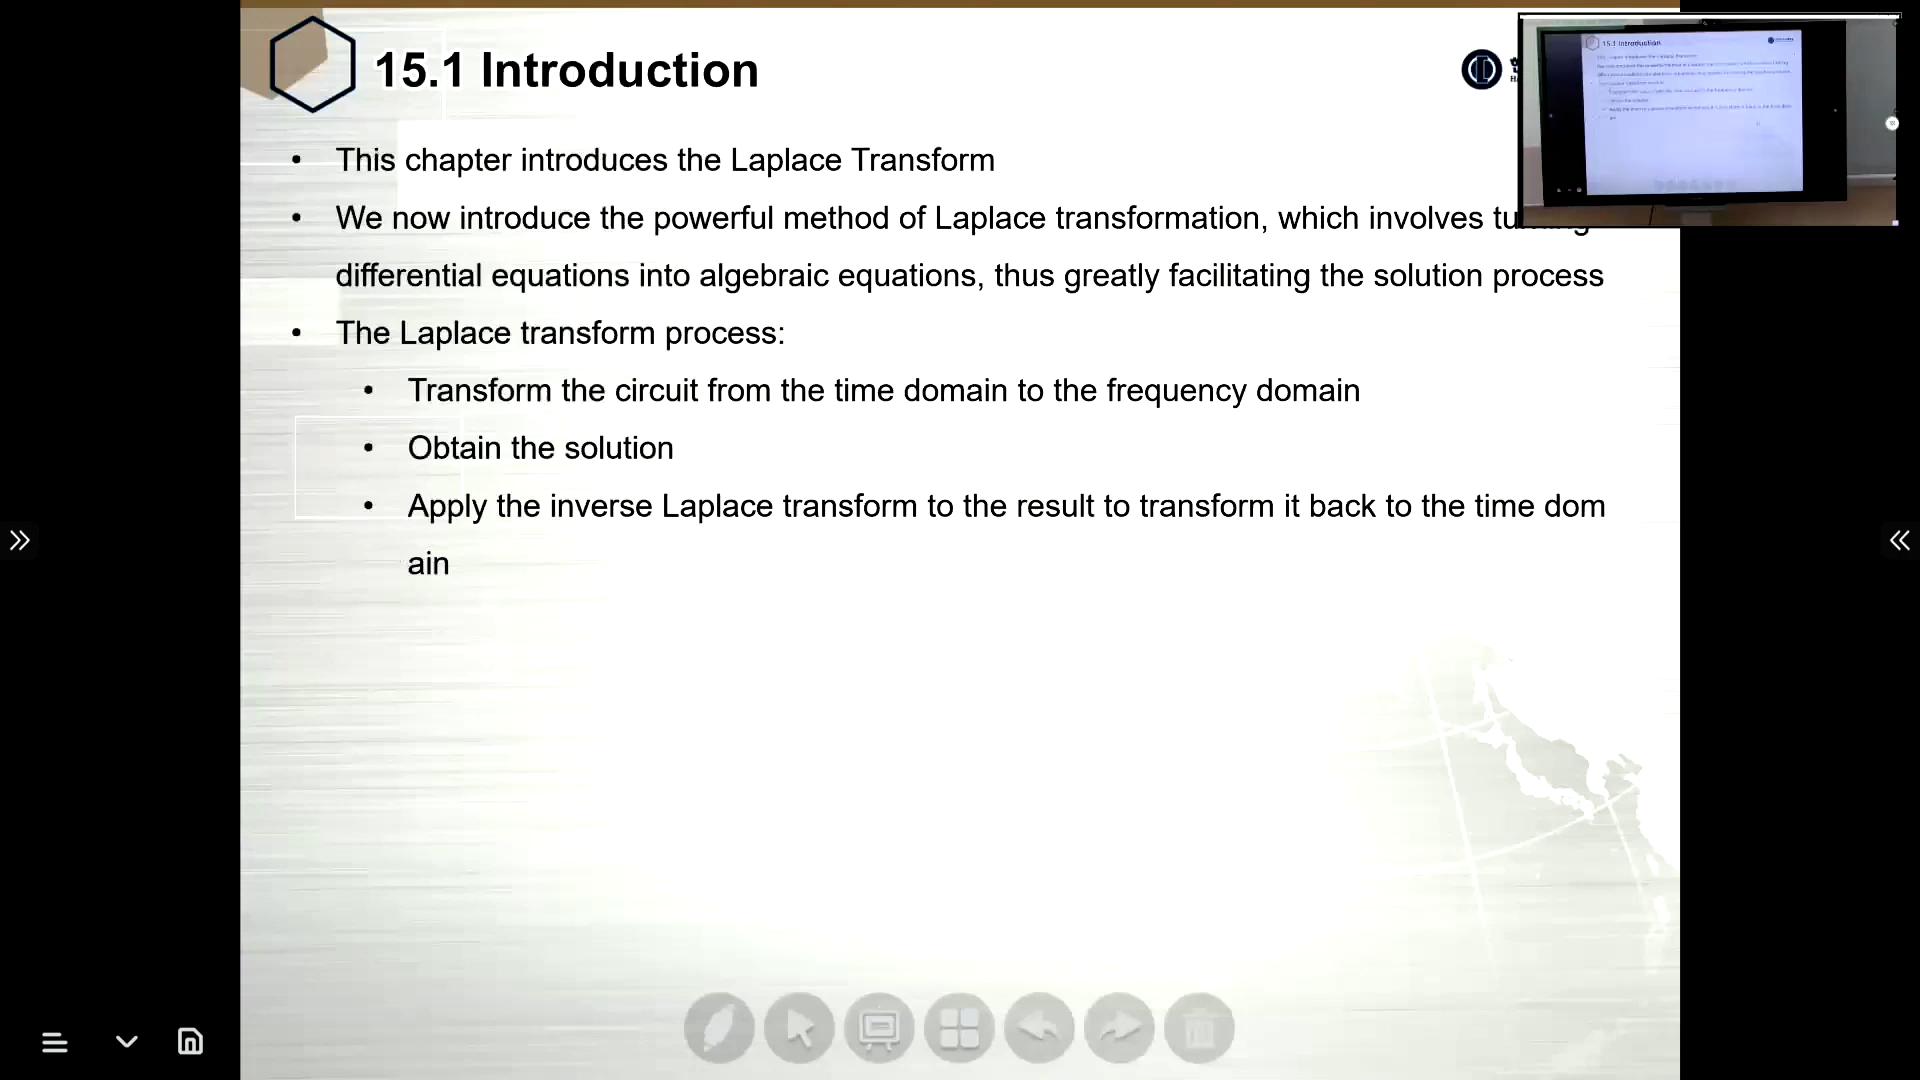 15.1 Introduction
• This chapter introduces the Laplace Transform
• We now introduce the powerful method of Laplace transformation, which involves
differential equations into algebraic equations, thus greatly facilitating the solution process
• The Laplace transform process:
• Transform the circuit from the time domain to the frequency domain
• Obtain the solution
• Apply the inverse Laplace transform to the result to transform it back to the time dom
ain
15.1 Introduction